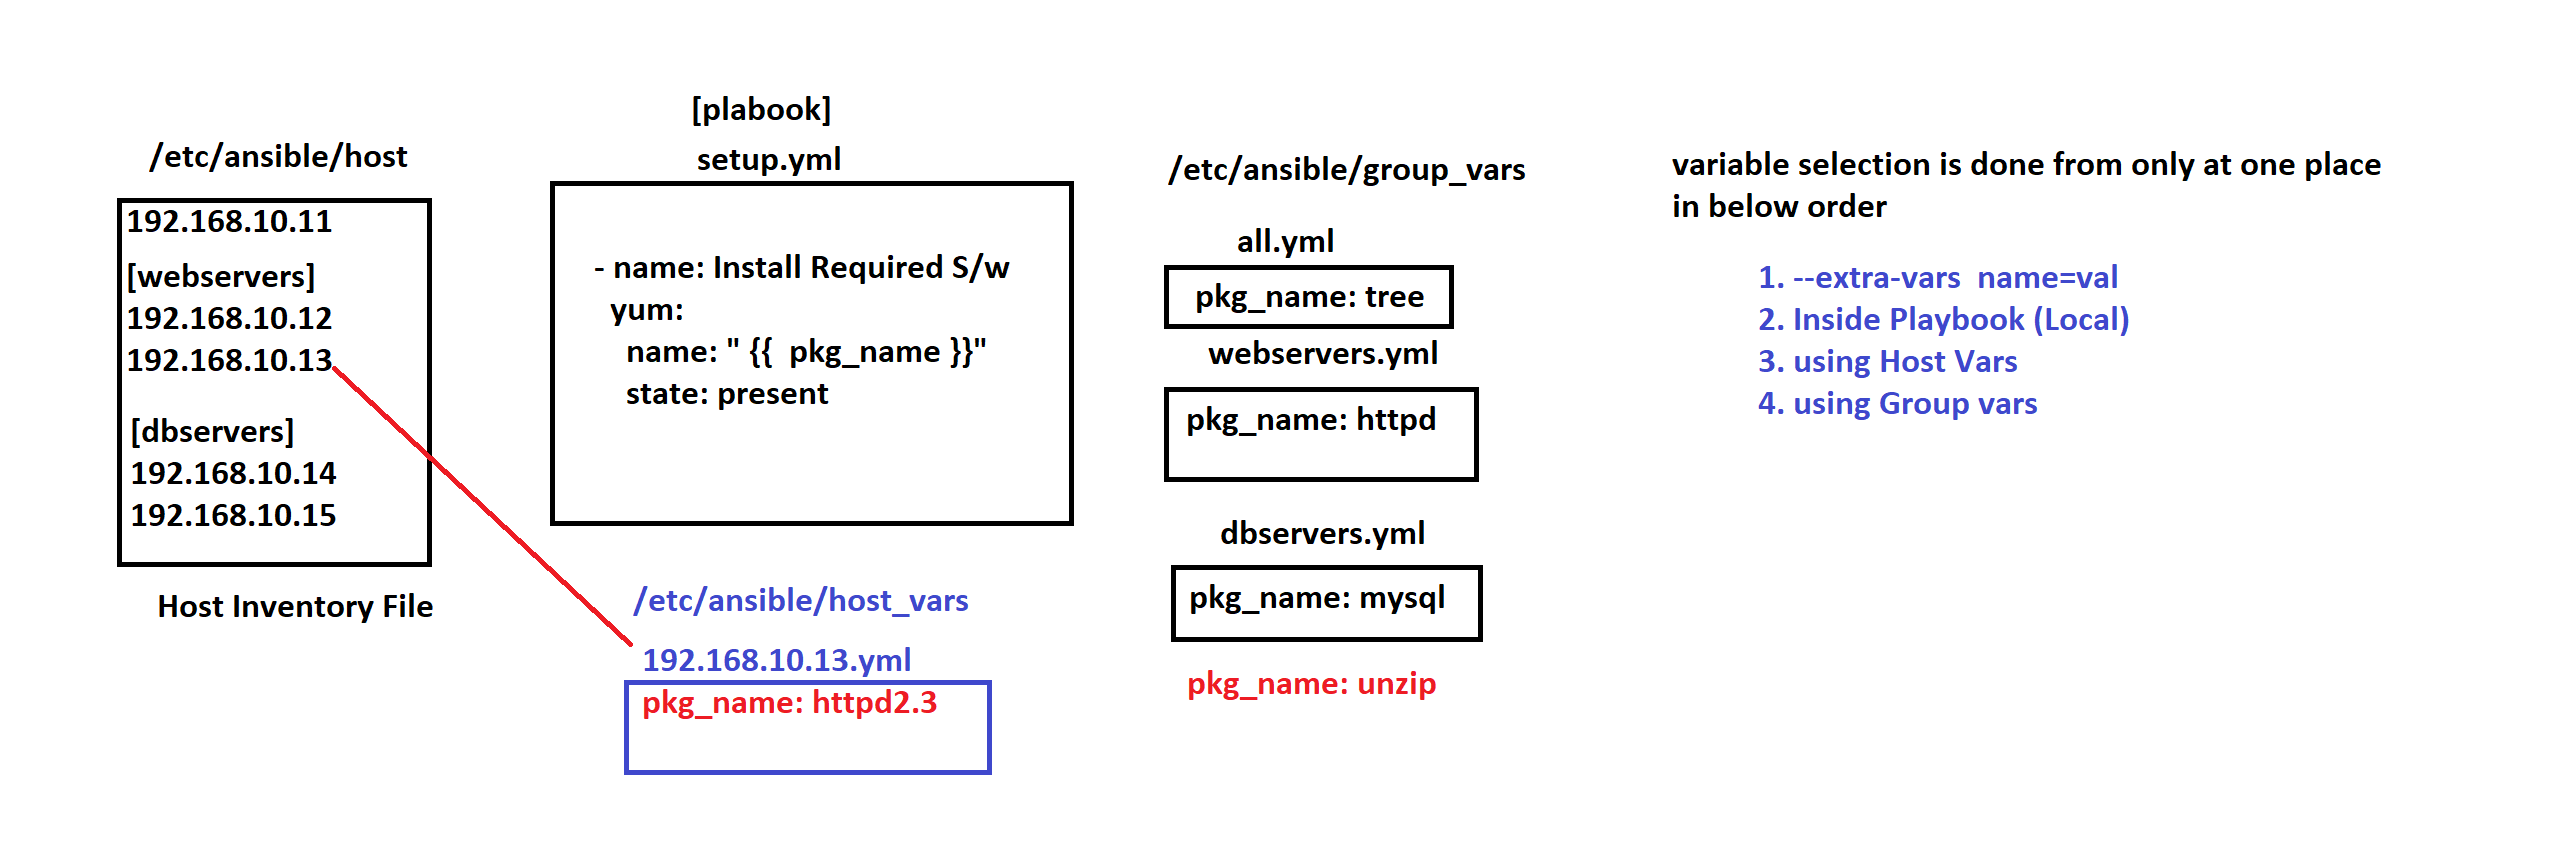 /etc/ansible/host
192.168.10.11
[webservers]
192.168.10.12
192.168.10.13
[dbservers]
192.168.10.14
192.168.10.15
Host Inventory File
[plabook]
setup.yml
- name: Install Required S/w
yum:
name: " {{  pkg_name }}"
state: present
/etc/ansible/host_vars
192.168.10.13.yml
pkg_name: httpd2.3
/etc/ansible/group_vars
all.yml
pkg_name: tree
webservers.yml
pkg_name: httpd
dbservers.yml
pkg_name: mysql
pkg_name: unzip
variable selection is done from only at one place
in below order
1. --extra-vars  name=val
2. Inside Playbook (Local)
3. using Host Vars
4. using Group vars